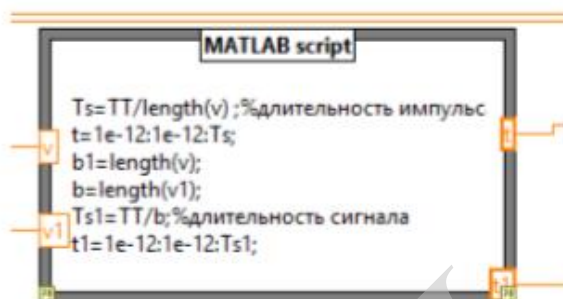 MATLAB script
Ts=TT/length(v) ;%длительность импульс
t=1e-12:1e-12:Ts;
b1=length(v);
b=length(v1);
Ts1=TT/b;%длительность сигнала
t1=1e-12:1e-12:Ts1;
v
t
v1
t1